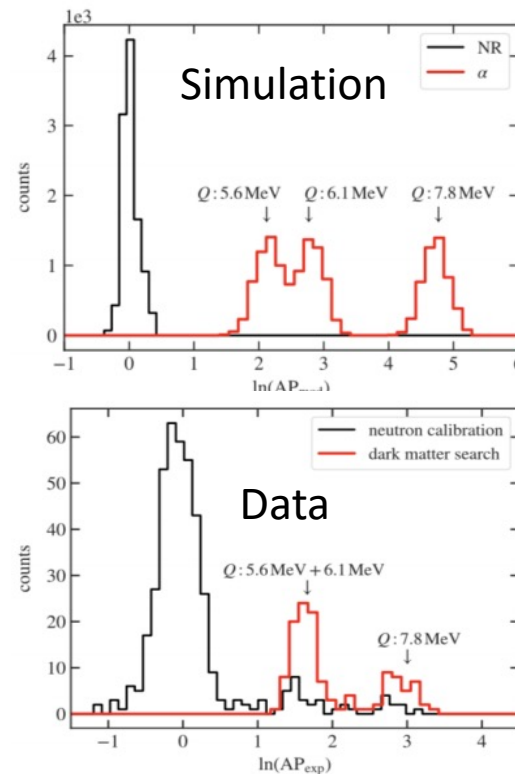 1e3
NR
α
Simulation
4
3
2
1
0
counts
Q : 5.6 MeV
Q : 6.1 MeV
Q : 7.8 MeV
−1 0 1 2 3 4 5 6
neutron calibration
dark matter search
Data
60
50
40
30
20
10
0
counts
Q : 5.6 MeV + 6.1 MeV
Q : 7.8 MeV
−1 0 1 2 3 4
ln(AP_exp)